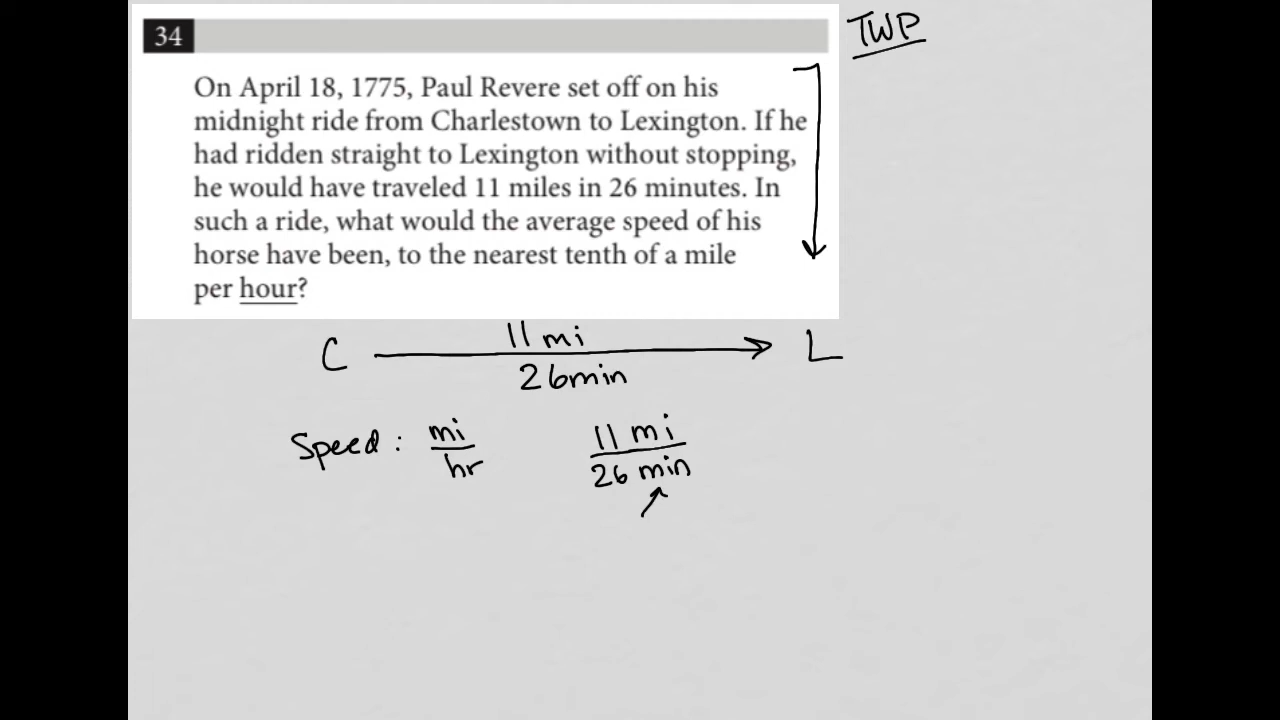 34
TWP
On April 18, 1775, Paul Revere set off on his
midnight ride from Charlestown to Lexington. If he
had ridden straight to Lexington without stopping,
he would have traveled 11 miles in 26 minutes. In
such a ride, what would the average speed of his
horse have been, to the nearest tenth of a mile
per hour?
C 11 mi L
26min
Speed: mi 11 mi
hr 26 min